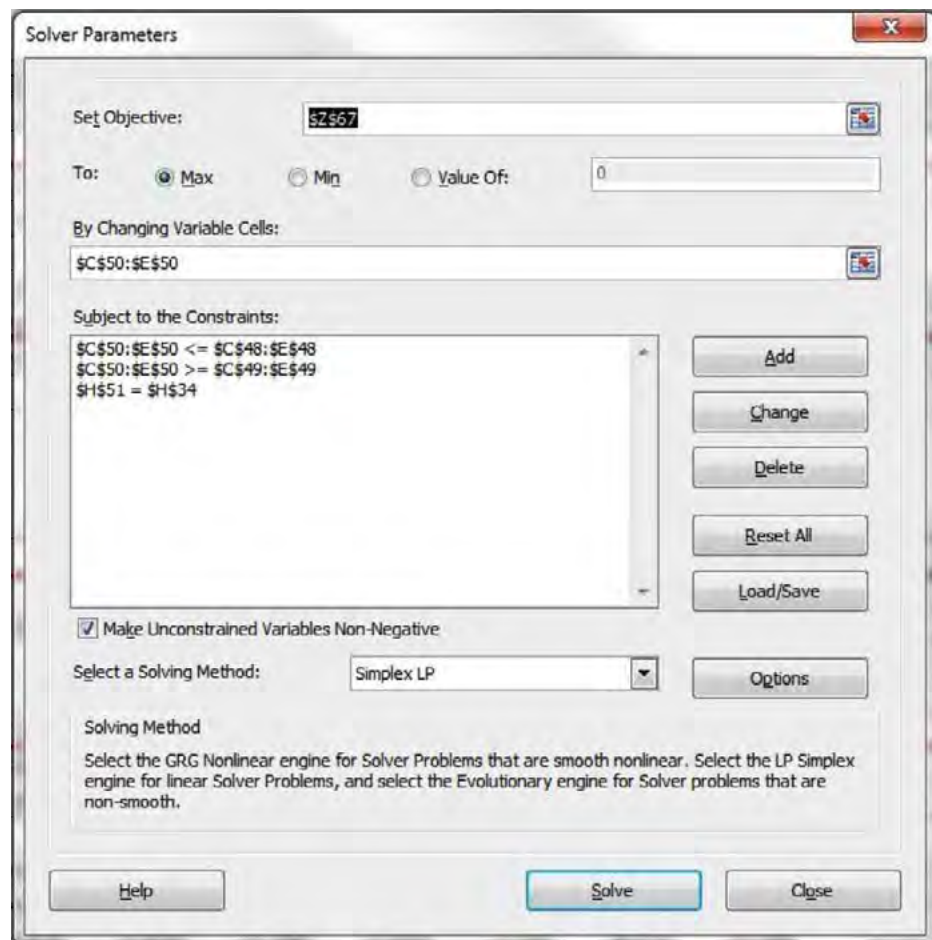 Solver Parameters
x
Set Objective: $Z$67
To: Max Min Value Of: 0
By Changing Variable Cells:
$C$50:$E$50
Subject to the Constraints:
$C$50:$E$50 <= $C$48:$E$48
$C$50:$E$50 >= $C$49:$E$49
$H$51 = $H$34
Add
Change
Delete
Reset All
Load/Save
Make Unconstrained Variables Non-Negative
Select a Solving Method: Simplex LP Options
Solving Method
Select the GRG Nonlinear engine for Solver Problems that are smooth nonlinear. Select the LP Simplex
engine for linear Solver Problems, and select the Evolutionary engine for Solver problems that are
non-smooth.
Help Solve Close